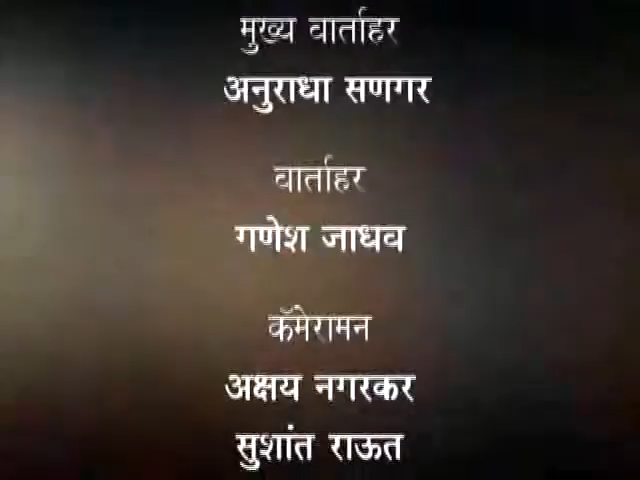 मुख्य वार्ताहर
अनुराधा सणगर
वार्ताहर
गणेश जाधव
कॅमेरामन
अक्षय नगरकर
सुशांत राऊत